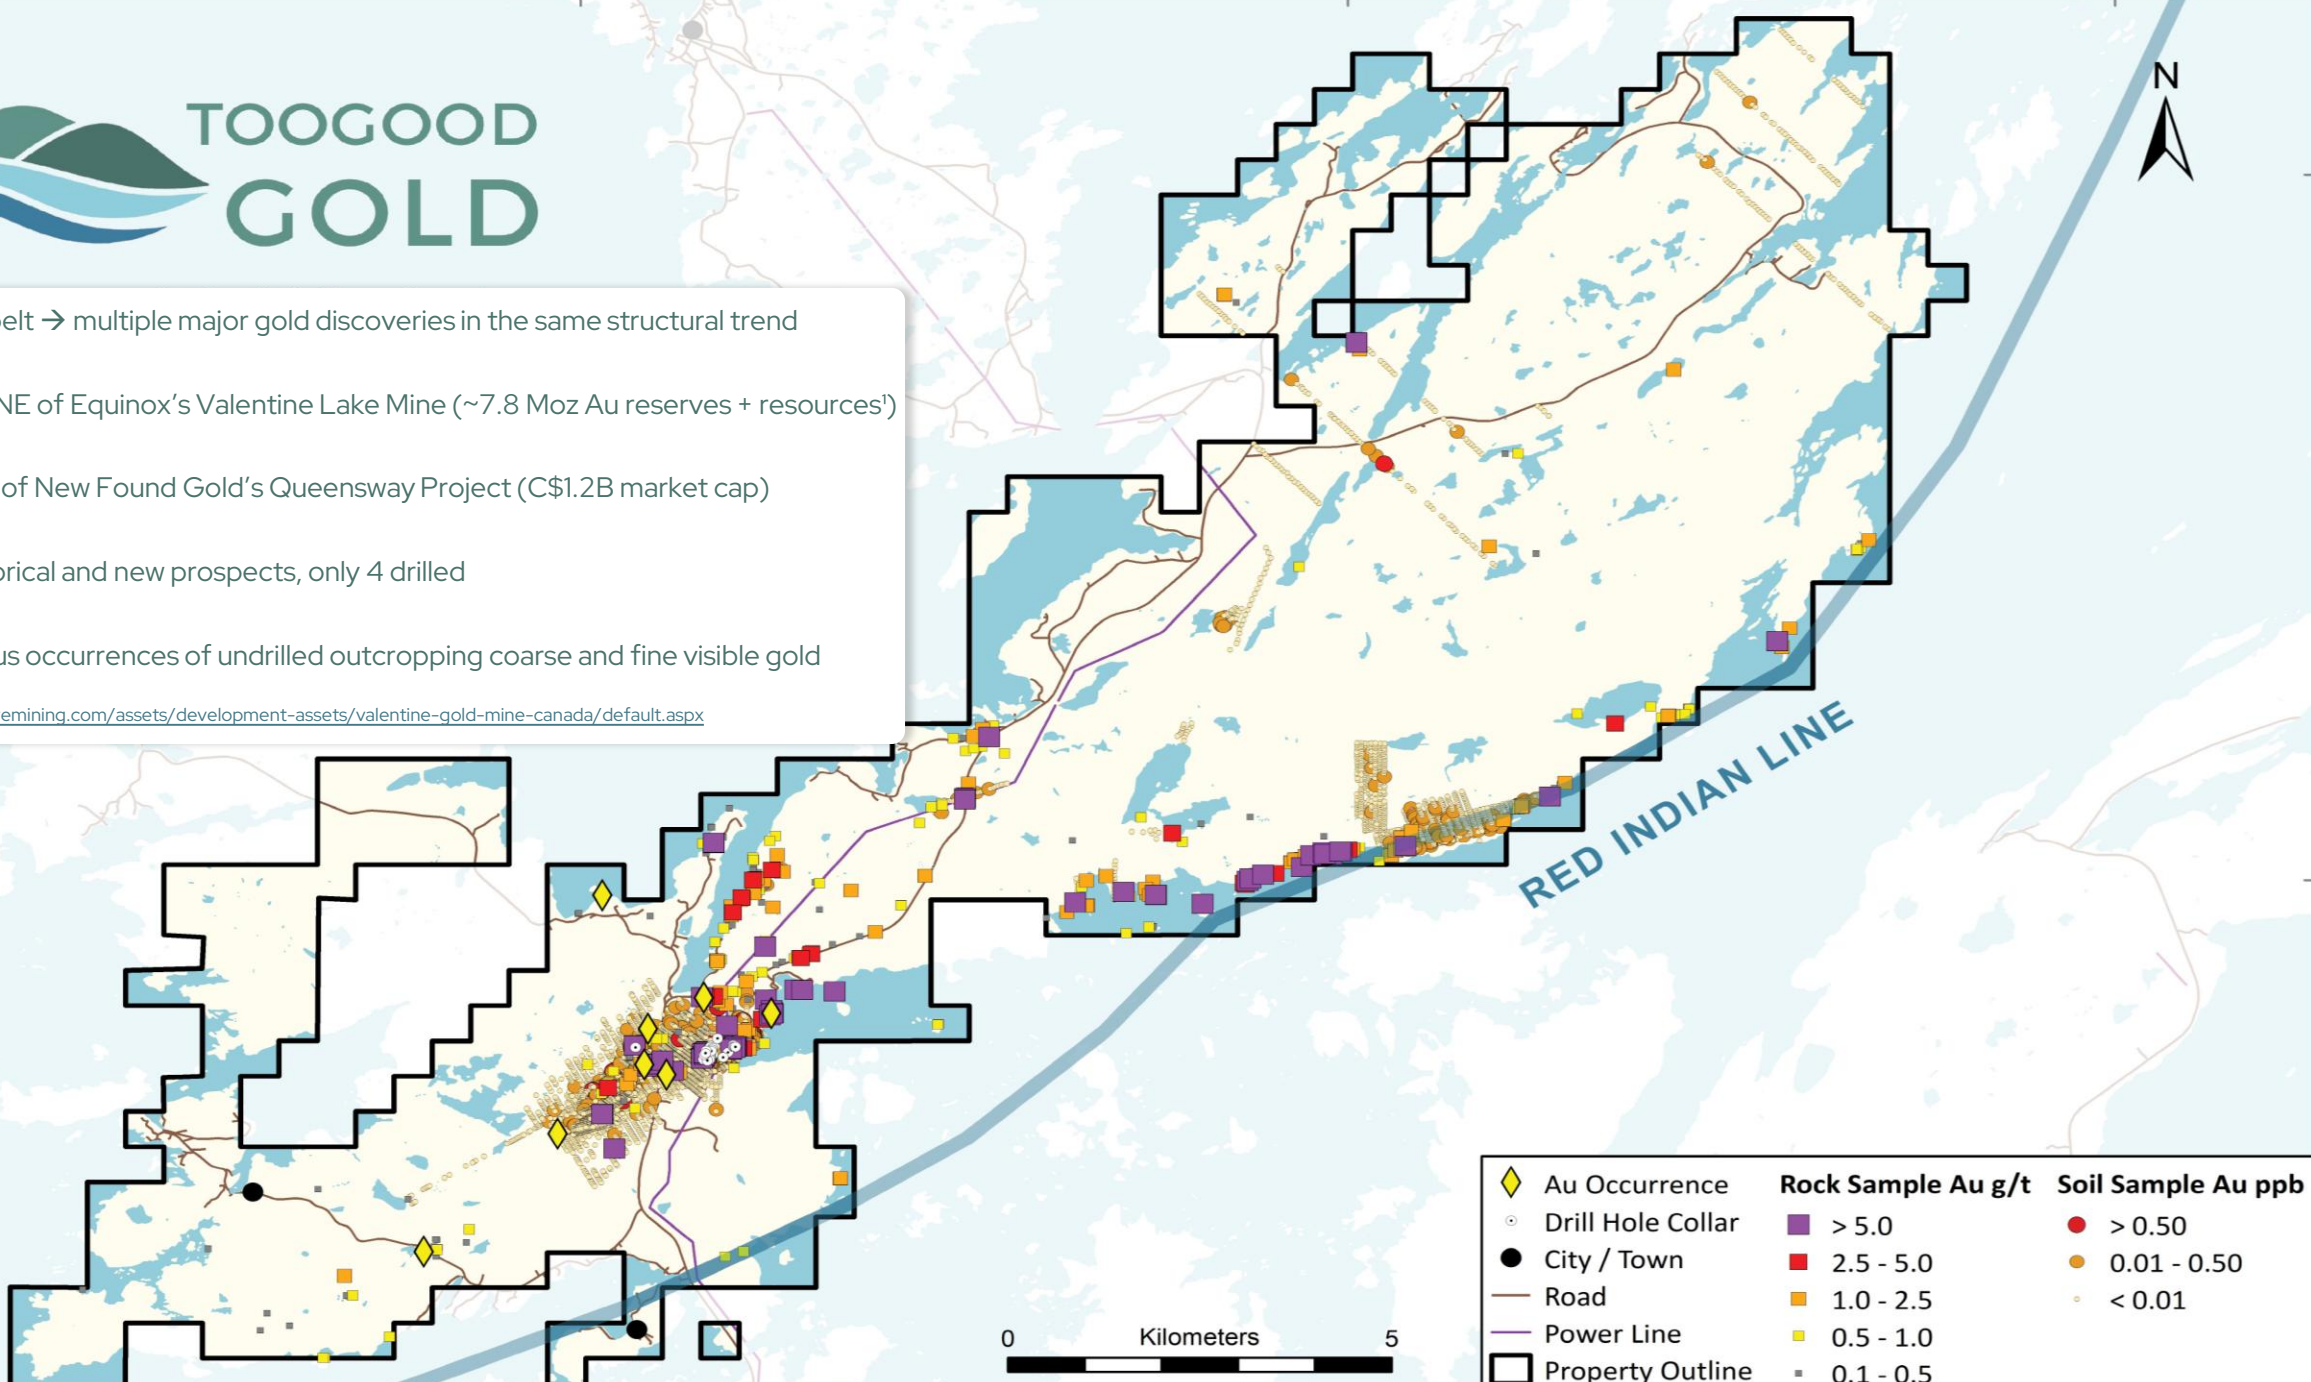 TOOGOOD
GOLD
N
elt → multiple major gold discoveries in the same structural trend
NE of Equinox's Valentine Lake Mine (~7.8 Moz Au reserves + resources¹)
of New Found Gold's Queensway Project (C$1.2B market cap)
orical and new prospects, only 4 drilled
us occurrences of undrilled outcropping coarse and fine visible gold
emining.com/assets/development-assets/valentine-gold-mine-canada/default.aspx
RED INDIAN LINE
0 Kilometers 5
Au Occurrence
Drill Hole Collar
City / Town
Road
Power Line
Property Outline
Rock Sample Au g/t
> 5.0
2.5 - 5.0
1.0 - 2.5
0.5 - 1.0
0.1 - 0.5
Soil Sample Au ppb
> 0.50
0.01 - 0.50
< 0.01